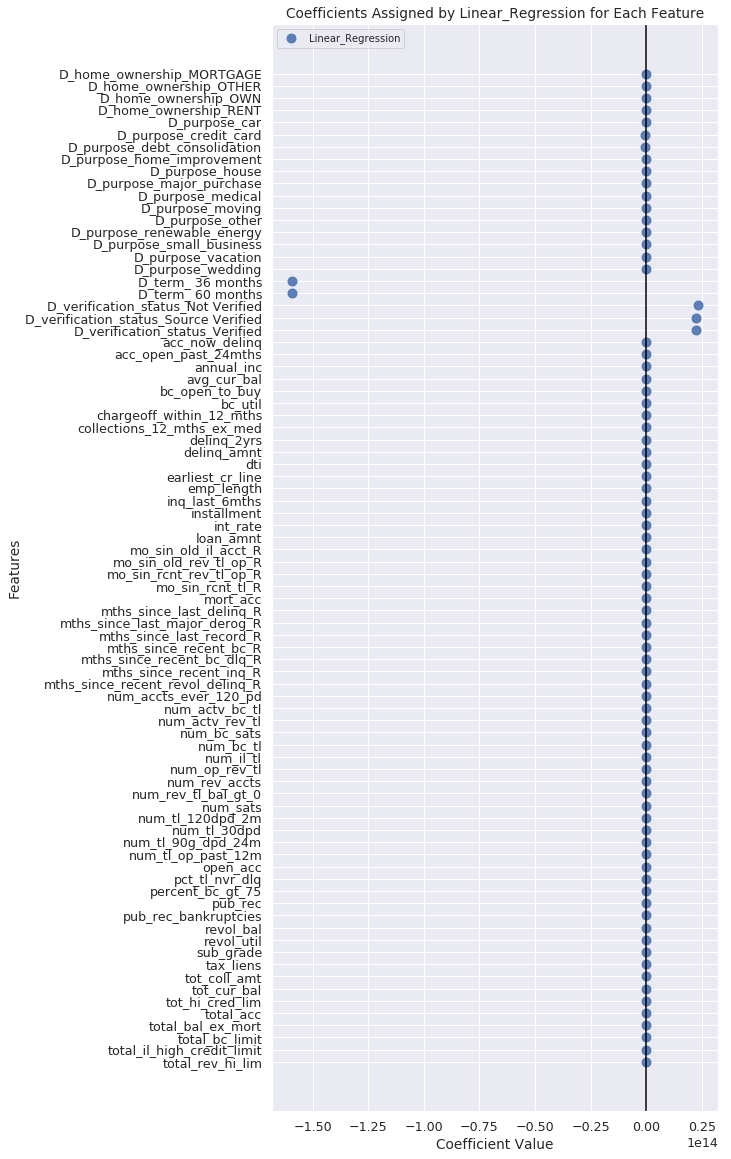 Coefficients Assigned by Linear_Regression for Each Feature
Linear_Regression
D_home_ownership_MORTGAGE
D_home_ownership_OTHER
D_home_ownership_OWN
D_home_ownership_RENT
D_purpose_car
D_purpose_credit_card
D_purpose_debt_consolidation
D_purpose_home_improvement
D_purpose_house
D_purpose_major_purchase
D_purpose_medical
D_purpose_moving
D_purpose_other
D_purpose_renewable_energy
D_purpose_small_business
D_purpose_vacation
D_purpose_wedding
D_term_ 36 months
D_term_ 60 months
D_verification_status_Not Verified
D_verification_status_Source Verified
D_verification_status_Verified
acc_now_delinq
acc_open_past_24mths
annual_inc
avg_cur_bal
bc_open_to_buy
bc_util
chargeoff_within_12_mths
collections_12_mths_ex_med
delinq_2yrs
delinq_amnt
dti
earliest_cr_line
emp_length
inq_last_6mths
installment
int_rate
loan_amnt
mo_sin_old_il_acct_R
mo_sin_old_rev_tl_op_R
mo_sin_rcnt_rev_tl_op_R
mo_sin_rcnt_tl_R
mort_acc
mths_since_last_delinq_R
mths_since_last_major_derog_R
mths_since_last_record_R
mths_since_recent_bc_R
mths_since_recent_bc_dlq_R
mths_since_recent_inq_R
mths_since_recent_revol_delinq_R
num_accts_ever_120_pd
num_actv_bc_tl
num_actv_rev_tl
num_bc_sats
num_bc_tl
num_il_tl
num_op_rev_tl
num_rev_accts
num_rev_tl_bal_gt_0
num_sats
num_tl_120dpd_2m
num_tl_30dpd
num_tl_90g_dpd_24m
num_tl_op_past_12m
open_acc
pct_tl_nvr_dlq
percent_bc_gt_75
pub_rec
pub_rec_bankruptcies
revol_bal
revol_util
sub_grade
tax_liens
tot_coll_amt
tot_cur_bal
tot_hi_cred_lim
total_acc
total_bal_ex_mort
total_bc_limit
total_il_high_credit_limit
total_rev_hi_lim
Features
−1.50 −1.25 −1.00 −0.75 −0.50 −0.25 0.00 0.25
1e14
Coefficient Value